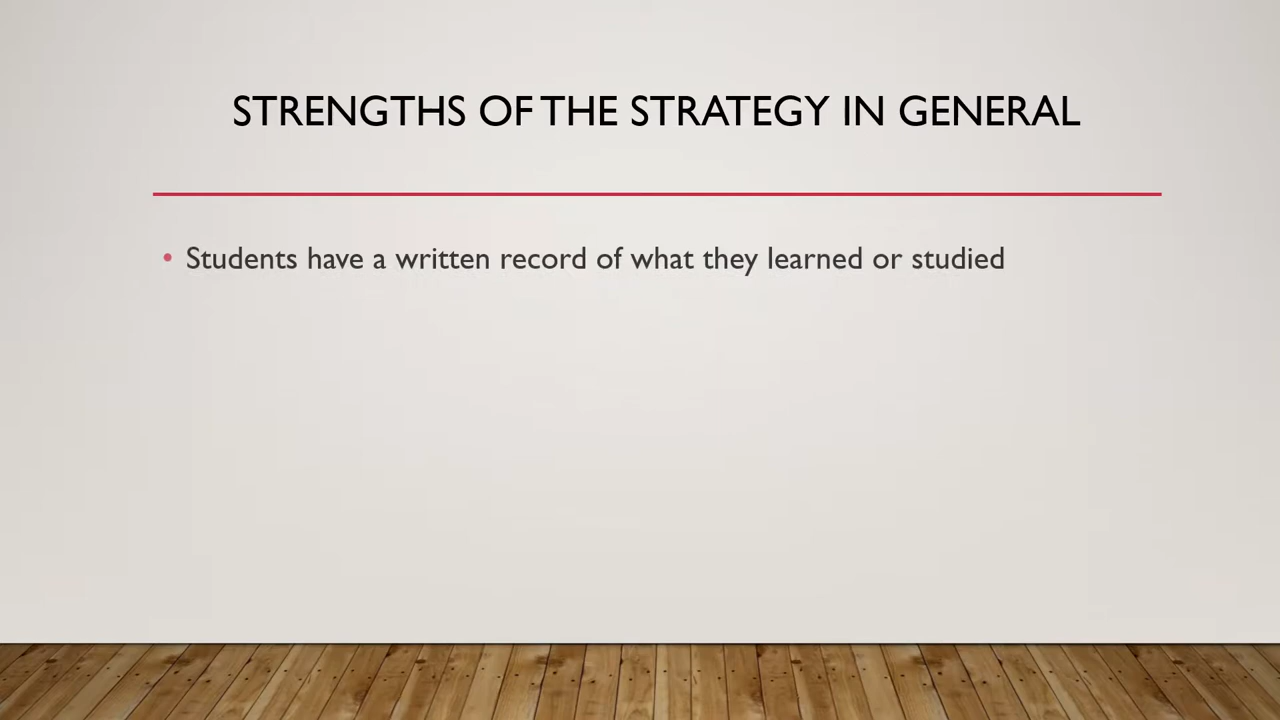 STRENGTHS OF THE STRATEGY IN GENERAL
• Students have a written record of what they learned or studied